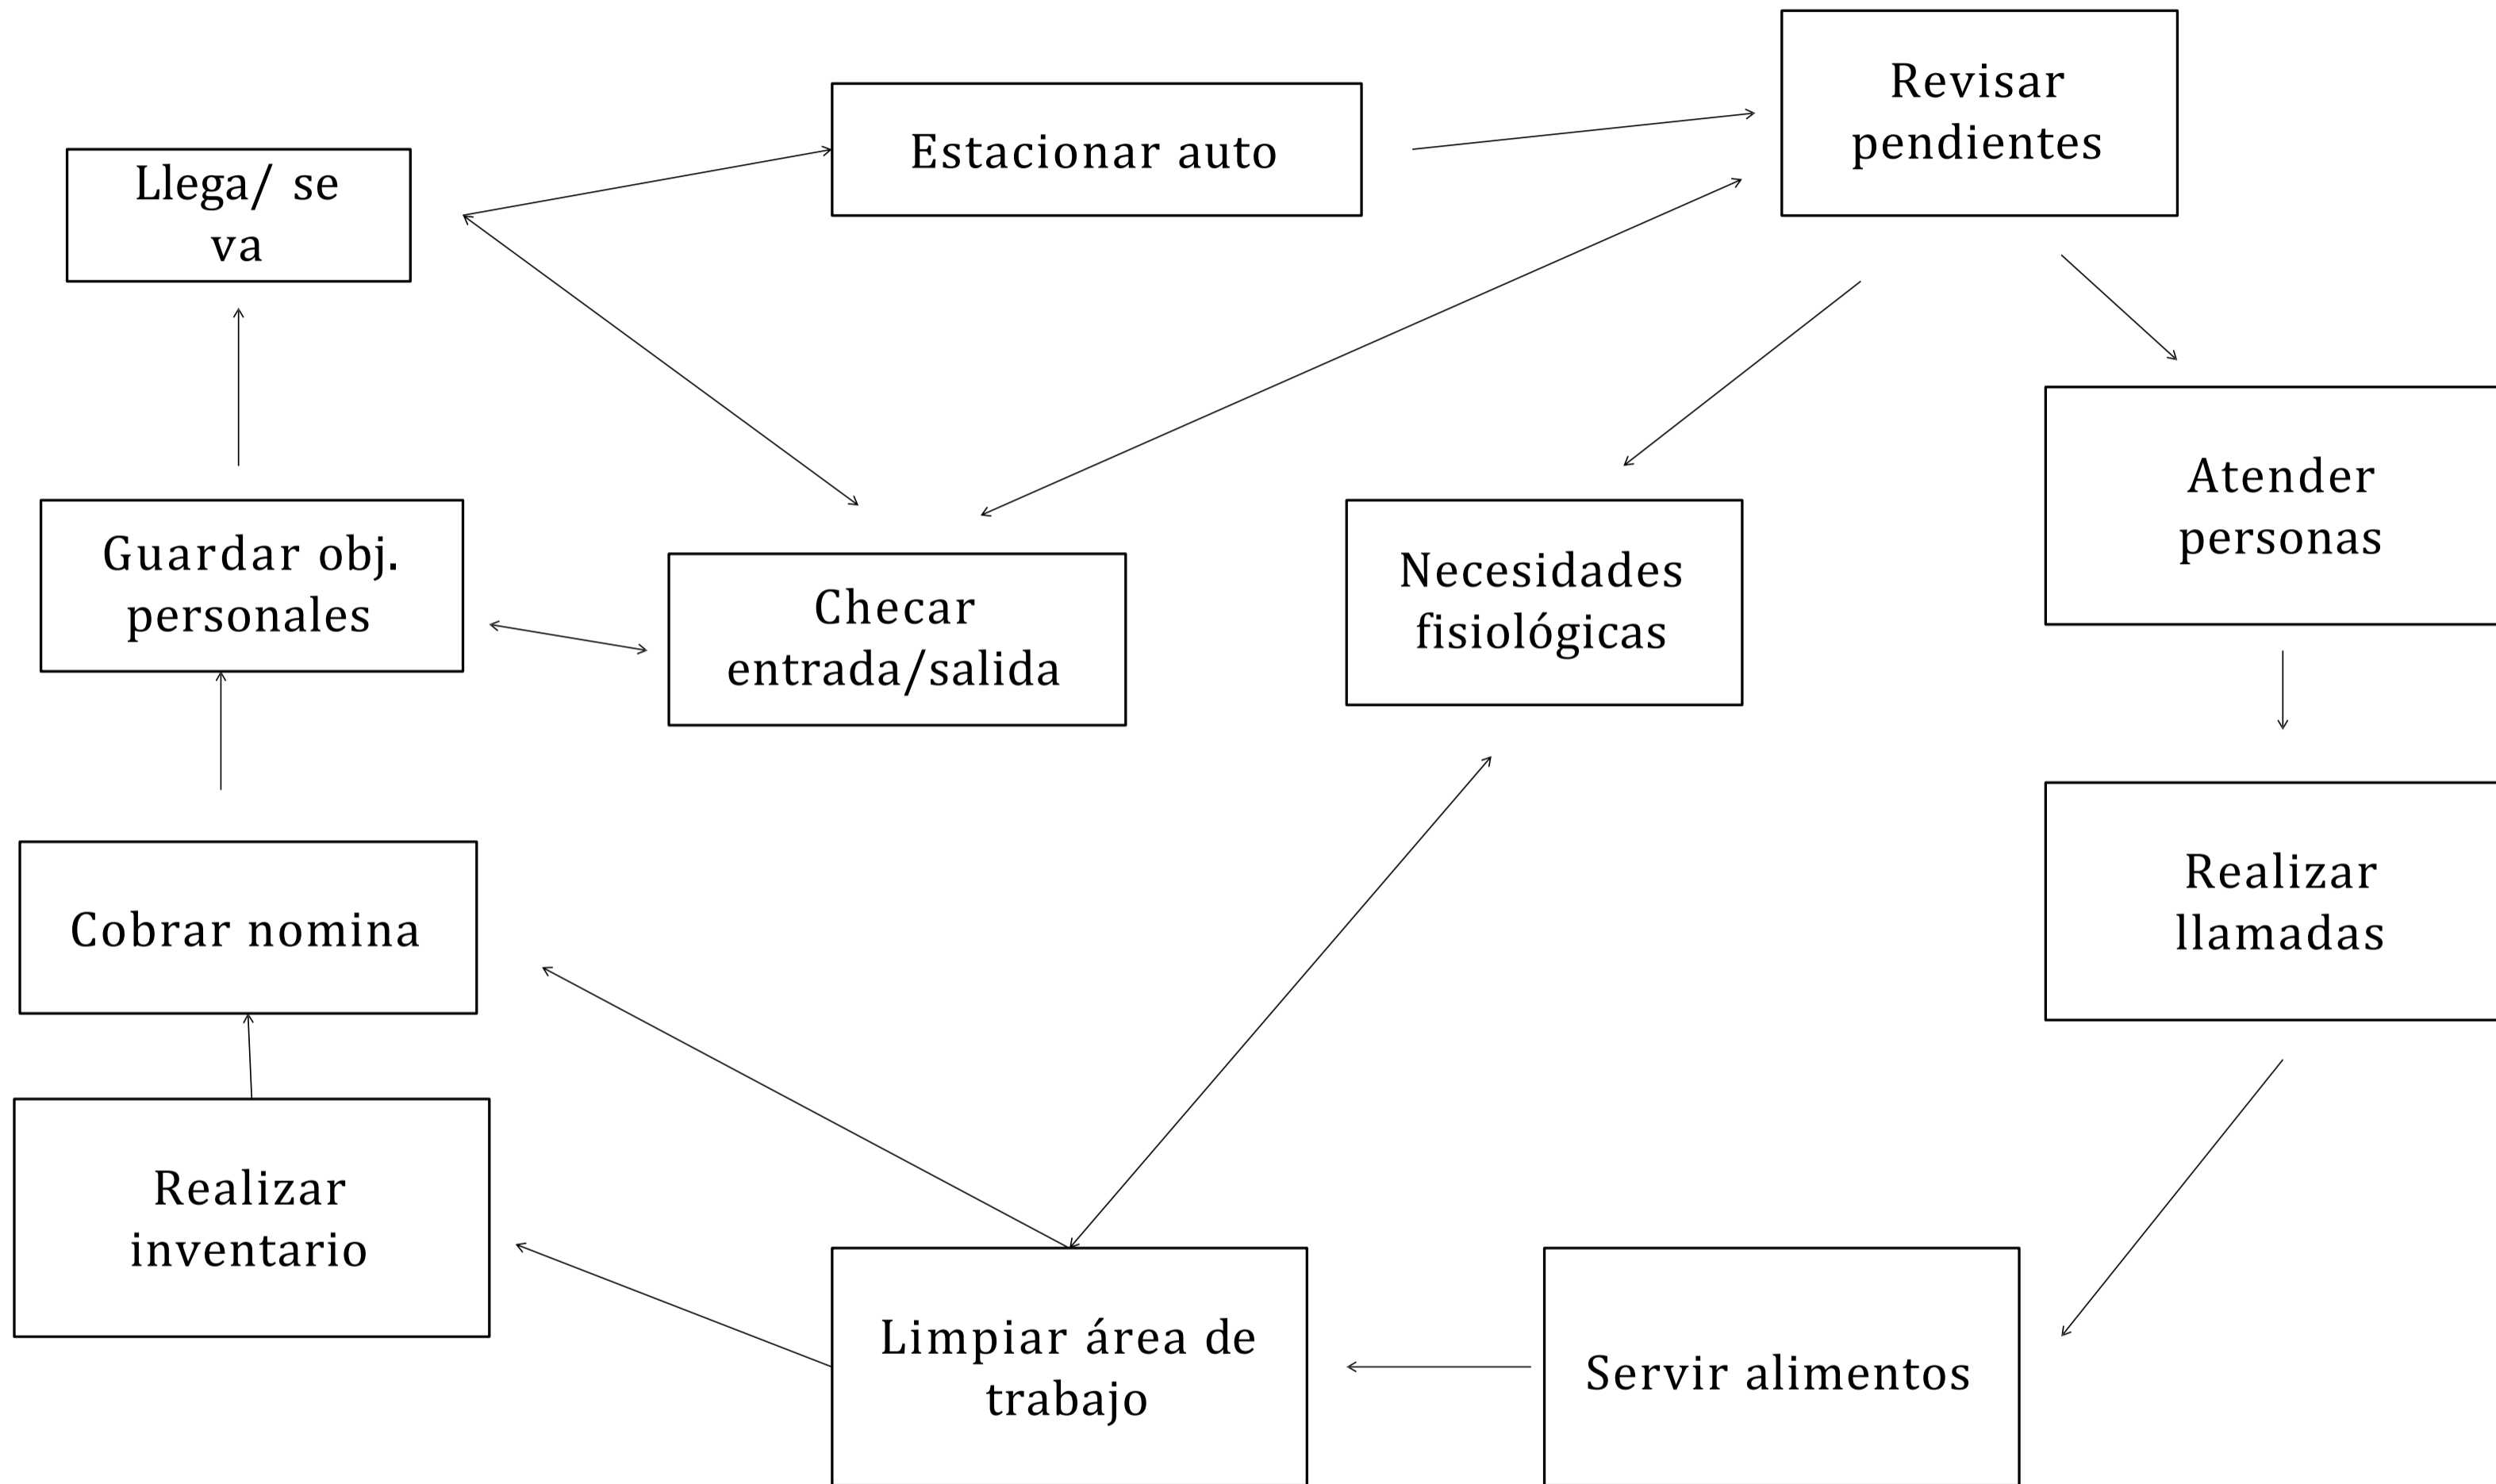 Revisar
pendientes
Estacionar auto
Llega/ se
va
Atender
personas
Guardar obj.
personales
Checar
entrada/salida
Necesidades
fisiológicas
Realizar
llamadas
Cobrar nomina
Realizar
inventario
Limpiar área de
trabajo
Servir alimentos